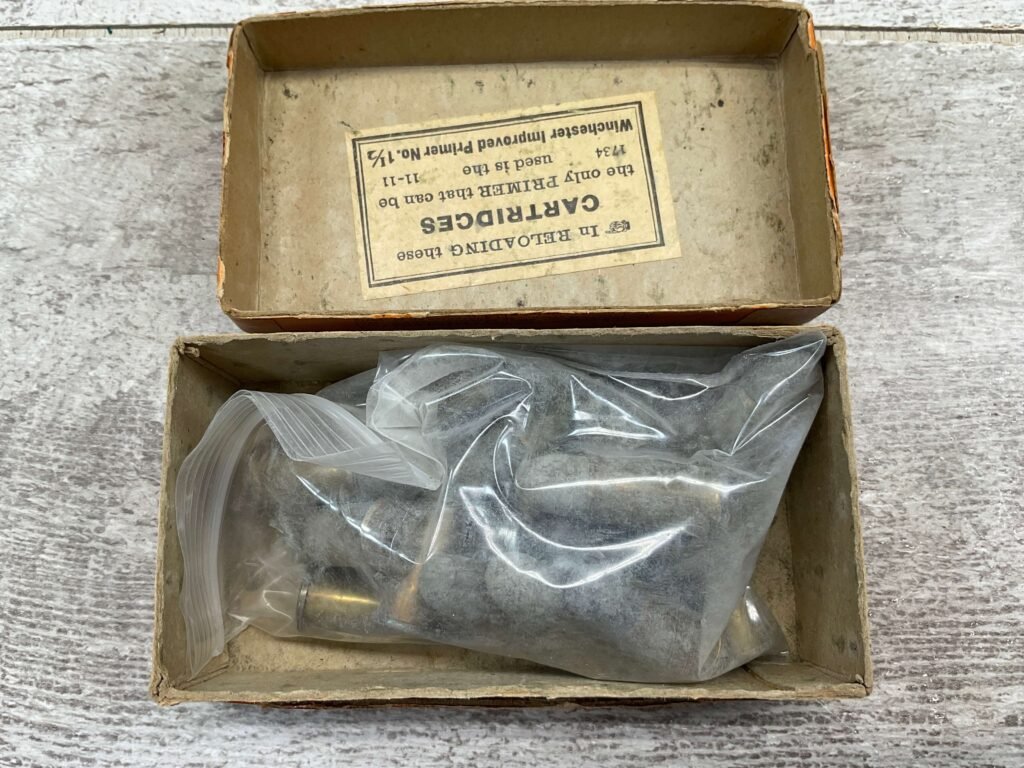 In RELOADING these
CARTRIDGES
the only PRIMER that can be
1734 used is the 11-11
Winchester Improved Primer No. 1½